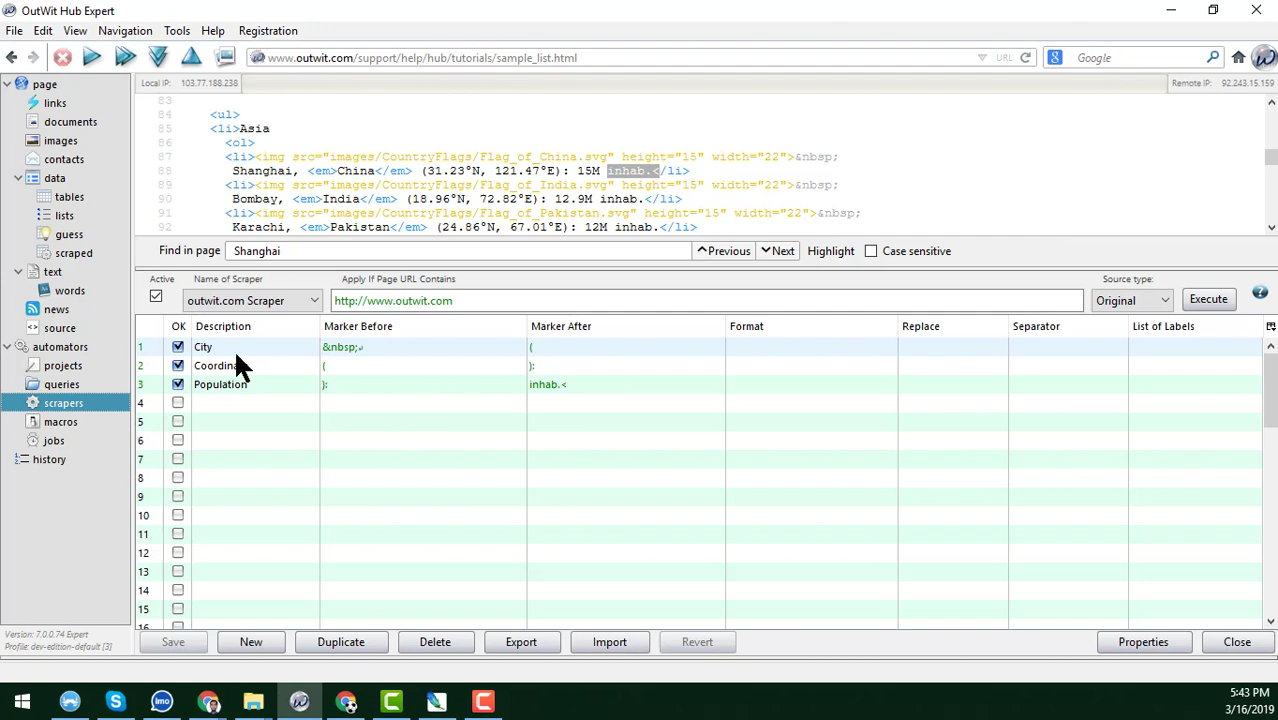 OutWit Hub Expert
File Edit View Navigation Tools Help Registration
www.outwit.com/support/help/hub/tutorials/sample_list.html URL Google
page
links
documents
images
contacts
data
tables
lists
guess
scraped
text
words
news
source
automators
projects
queries
scrapers
macros
jobs
history
Version: 7.0.0.74 Expert
Profile: dev-edition-default [3]
Local IP: 103.77.188.238 Remote IP: 92.243.15.159
83
84 <ul>
85 <li>Asia
86 <ol>
87 <li><img src="images/CountryFlags/Flag_of_China.svg" height="15" width="22">&nbsp;
88 Shanghai, <em>China</em> (31.23°N, 121.47°E): 15M inhab.</li>
89 <li><img src="images/CountryFlags/Flag_of_India.svg" height="15" width="22">&nbsp;
90 Bombay, <em>India</em> (18.96°N, 72.82°E): 12.9M inhab.</li>
91 <li><img src="images/CountryFlags/Flag_of_Pakistan.svg" height="15" width="22">&nbsp;
92 Karachi, <em>Pakistan</em> (24.86°N, 67.01°E): 12M inhab.</li>
Find in page Shanghai Previous Next Highlight Case sensitive
Active Name of Scraper Apply If Page URL Contains Source type:
outwit.com Scraper http://www.outwit.com Original Execute
OK Description Marker Before Marker After Format Replace Separator List of Labels
1 City &nbsp;↵ (
2 ( ):
3 Population ): inhab.<
4
5
6
7
8
9
10
11
12
13
14
15
16
Save New Duplicate Delete Export Import Revert Properties Close
5:43 PM
3/16/2019